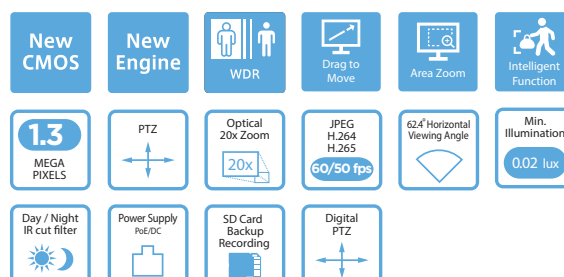 New
CMOS
New
Engine
WDR
Drag to
Move
Area Zoom
Intelligent
Function
1.3
MEGA
PIXELS
PTZ
Optical
20x Zoom
20x
JPEG
H.264
H.265
60/50 fps
62.4° Horizontal
Viewing Angle
Min.
Illumination
0.02 lux
Day / Night
IR cut filter
Power Supply
PoE/DC
SD Card
Backup
Recording
Digital
PTZ